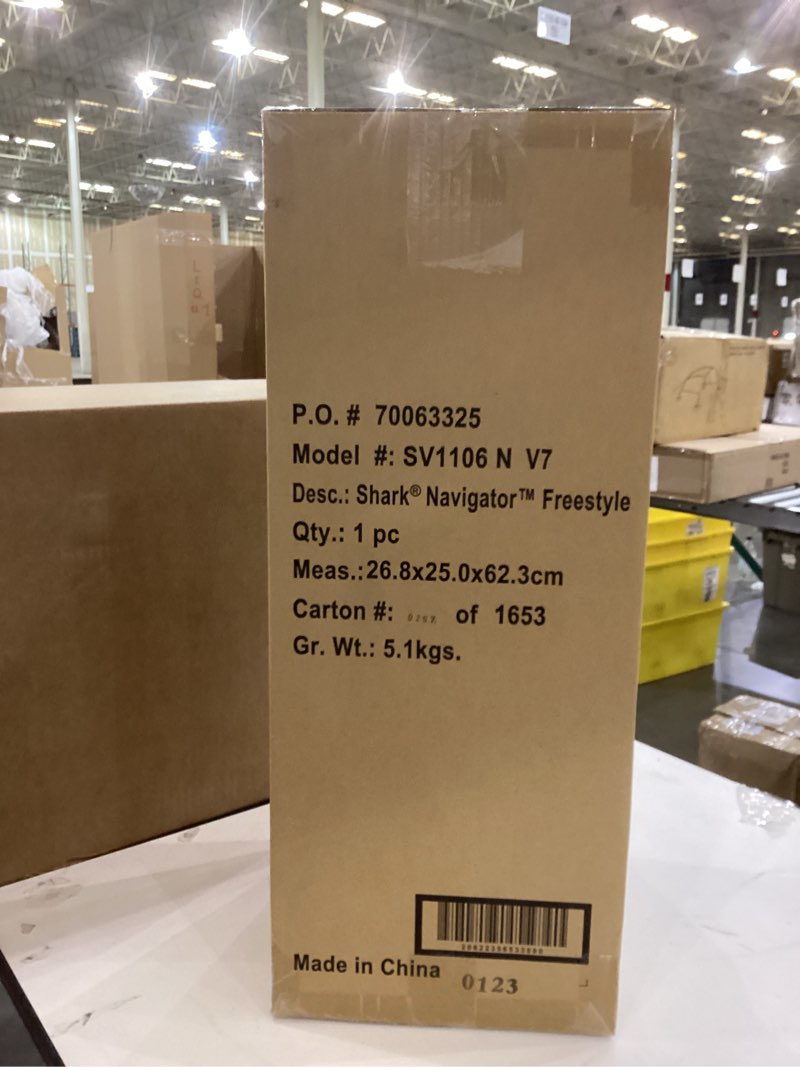 P.O. # 70063325
Model #: SV1106 N V7
Desc.: Shark® Navigator™ Freestyle
Qty.: 1 pc
Meas.:26.8x25.0x62.3cm
Carton #: of 1653
Gr. Wt.: 5.1kgs.
Made in China
0123